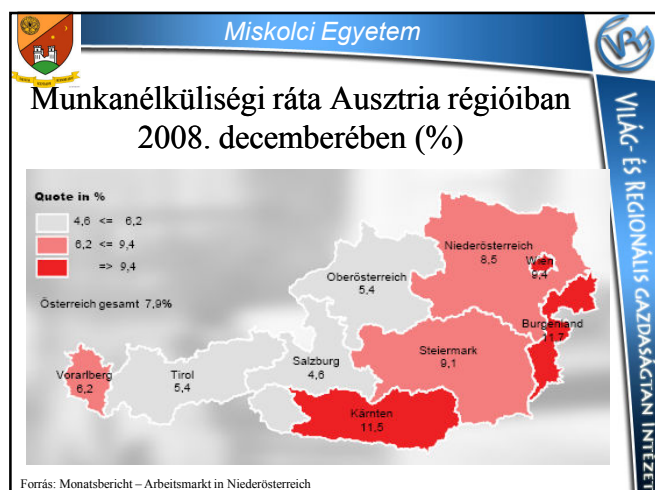 Miskolci Egyetem
Munkanélküliségi ráta Ausztria régióiban
2008. decemberében (%)
VILÁG- ÉS REGIONÁLIS GAZDASÁGTAN INTÉZET
Quote in %
4,6 <= 6,2
6,2 <= 9,4
=> 9,4
Österreich gesamt 7,9%
Niederösterreich
8,5
Wien
9,4
Oberösterreich
5,4
Burgenland
11,7
Steiermark
9,1
Salzburg
4,6
Tirol
5,4
Vorarlberg
6,2
Kärnten
11,5
Forrás: Monatsbericht – Arbeitsmarkt in Niederösterreich